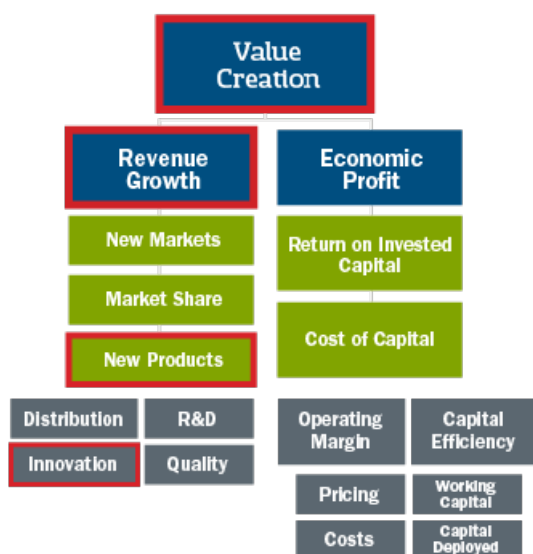 Value
Creation
Revenue
Growth
Economic
Profit
New Markets
Return on Invested
Capital
Market Share
Cost of Capital
New Products
Distribution
R&D
Operating
Margin
Capital
Efficiency
Innovation
Quality
Pricing
Working
Capital
Costs
Capital
Deployed